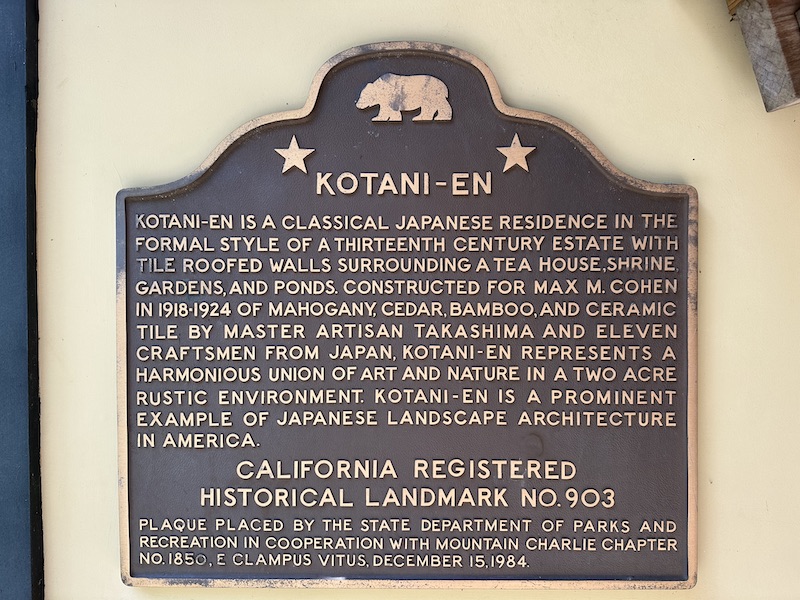 KOTANI-EN
KOTANI-EN IS A CLASSICAL JAPANESE RESIDENCE IN THE
FORMAL STYLE OF A THIRTEENTH CENTURY ESTATE WITH
TILE ROOFED WALLS SURROUNDING A TEA HOUSE, SHRINE,
GARDENS, AND PONDS. CONSTRUCTED FOR MAX M. COHEN
IN 1918-1924 OF MAHOGANY, CEDAR, BAMBOO, AND CERAMIC
TILE BY MASTER ARTISAN TAKASHIMA AND ELEVEN
CRAFTSMEN FROM JAPAN, KOTANI-EN REPRESENTS A
HARMONIOUS UNION OF ART AND NATURE IN A TWO ACRE
RUSTIC ENVIRONMENT. KOTANI-EN IS A PROMINENT
EXAMPLE OF JAPANESE LANDSCAPE ARCHITECTURE
IN AMERICA.
CALIFORNIA REGISTERED
HISTORICAL LANDMARK NO. 903
PLAQUE PLACED BY THE STATE DEPARTMENT OF PARKS AND
RECREATION IN COOPERATION WITH MOUNTAIN CHARLIE CHAPTER
NO. 1850, E CLAMPUS VITUS, DECEMBER 15, 1984.